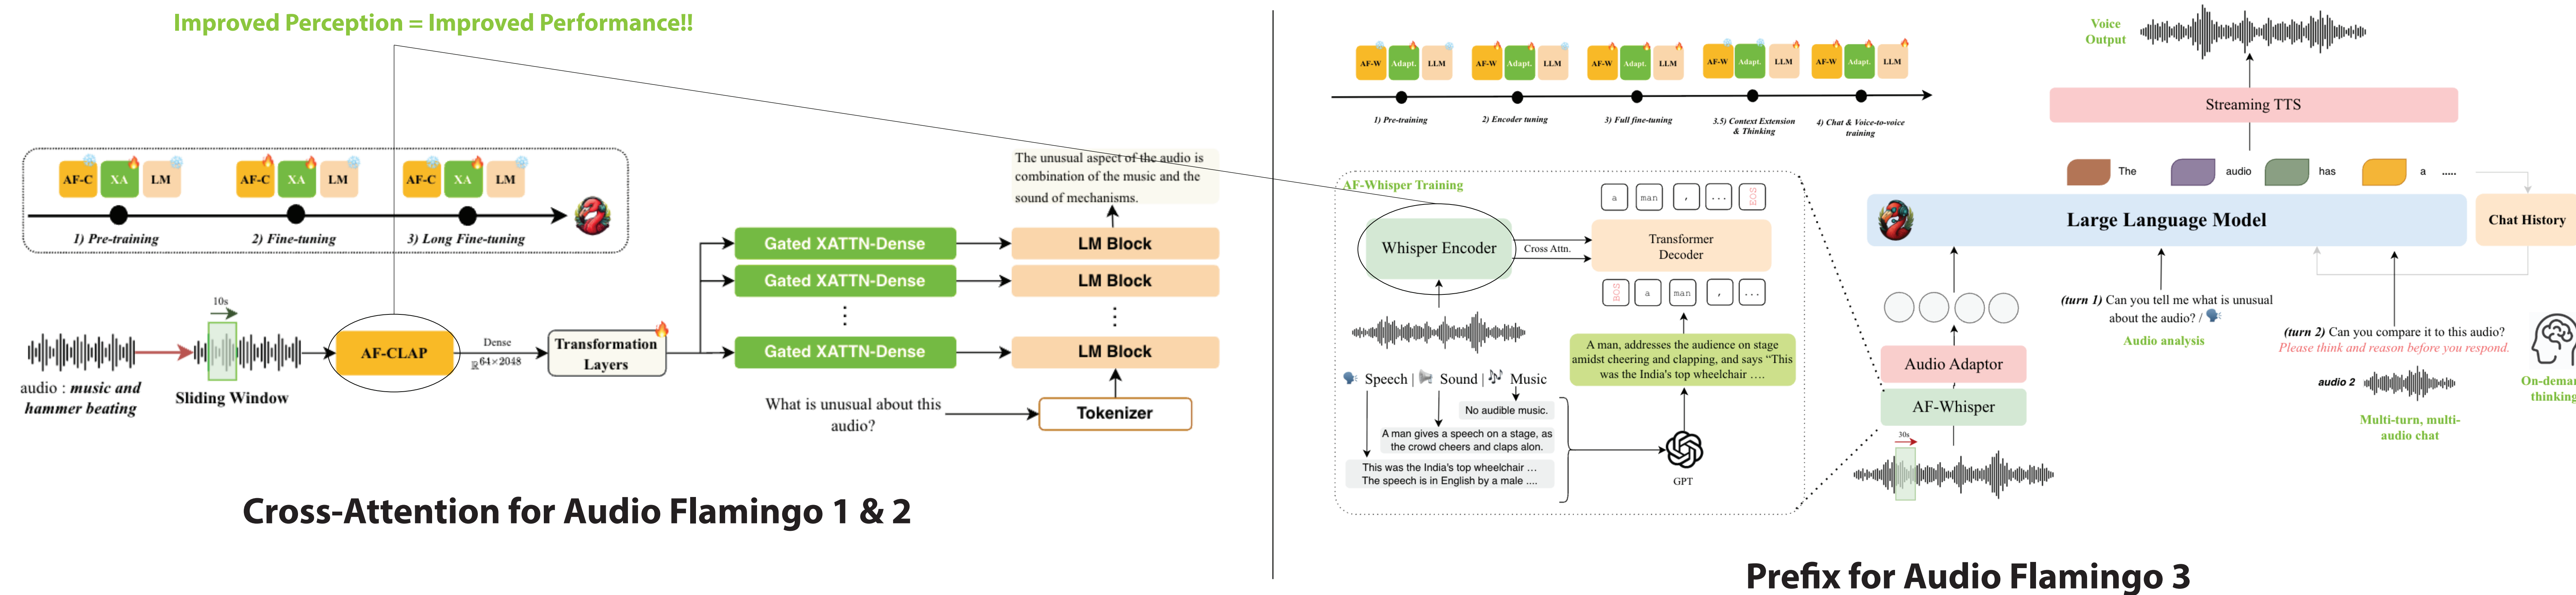 Improved Perception = Improved Performance!!
AF-C XA LM
AF-C XA LM
AF-C XA LM
1) Pre-training
2) Fine-tuning
3) Long Fine-tuning
10s
audio : music and
hammer beating
Sliding Window
AF-CLAP
Dense
ℝ64×2048
Transformation
Layers
Gated XATTN-Dense
Gated XATTN-Dense
Gated XATTN-Dense
The unusual aspect of the audio is
combination of the music and the
sound of mechanisms.
LM Block
LM Block
LM Block
What is unusual about this
audio?
Tokenizer
Cross-Attention for Audio Flamingo 1 & 2
AF-W Adapt. LLM
AF-W Adapt. LLM
AF-W Adapt. LLM
AF-W Adapt. LLM
AF-W Adapt. LLM
1) Pre-training
2) Encoder tuning
3) Full fine-tuning
3.5) Context Extension
& Thinking
4) Chat & Voice-to-voice
training
AF-Whisper Training
Whisper Encoder
Cross Attn.
a man , ... EOS
Transformer
Decoder
BOS a man , ...
A man, addresses the audience on stage
amidst cheering and clapping, and says “This
was the India's top wheelchair ....
Speech | Sound | Music
No audible music.
A man gives a speech on a stage, as
the crowd cheers and claps alon.
This was the India's top wheelchair ...
The speech is in English by a male ....
GPT
Voice
Output
Streaming TTS
The audio has a .....
Large Language Model
Chat History
Audio Adaptor
AF-Whisper
30s
(turn 1) Can you tell me what is unusual
about the audio? /
Audio analysis
(turn 2) Can you compare it to this audio?
Please think and reason before you respond.
audio 2
Multi-turn, multi-
audio chat
On-deman
thinking
Prefix for Audio Flamingo 3